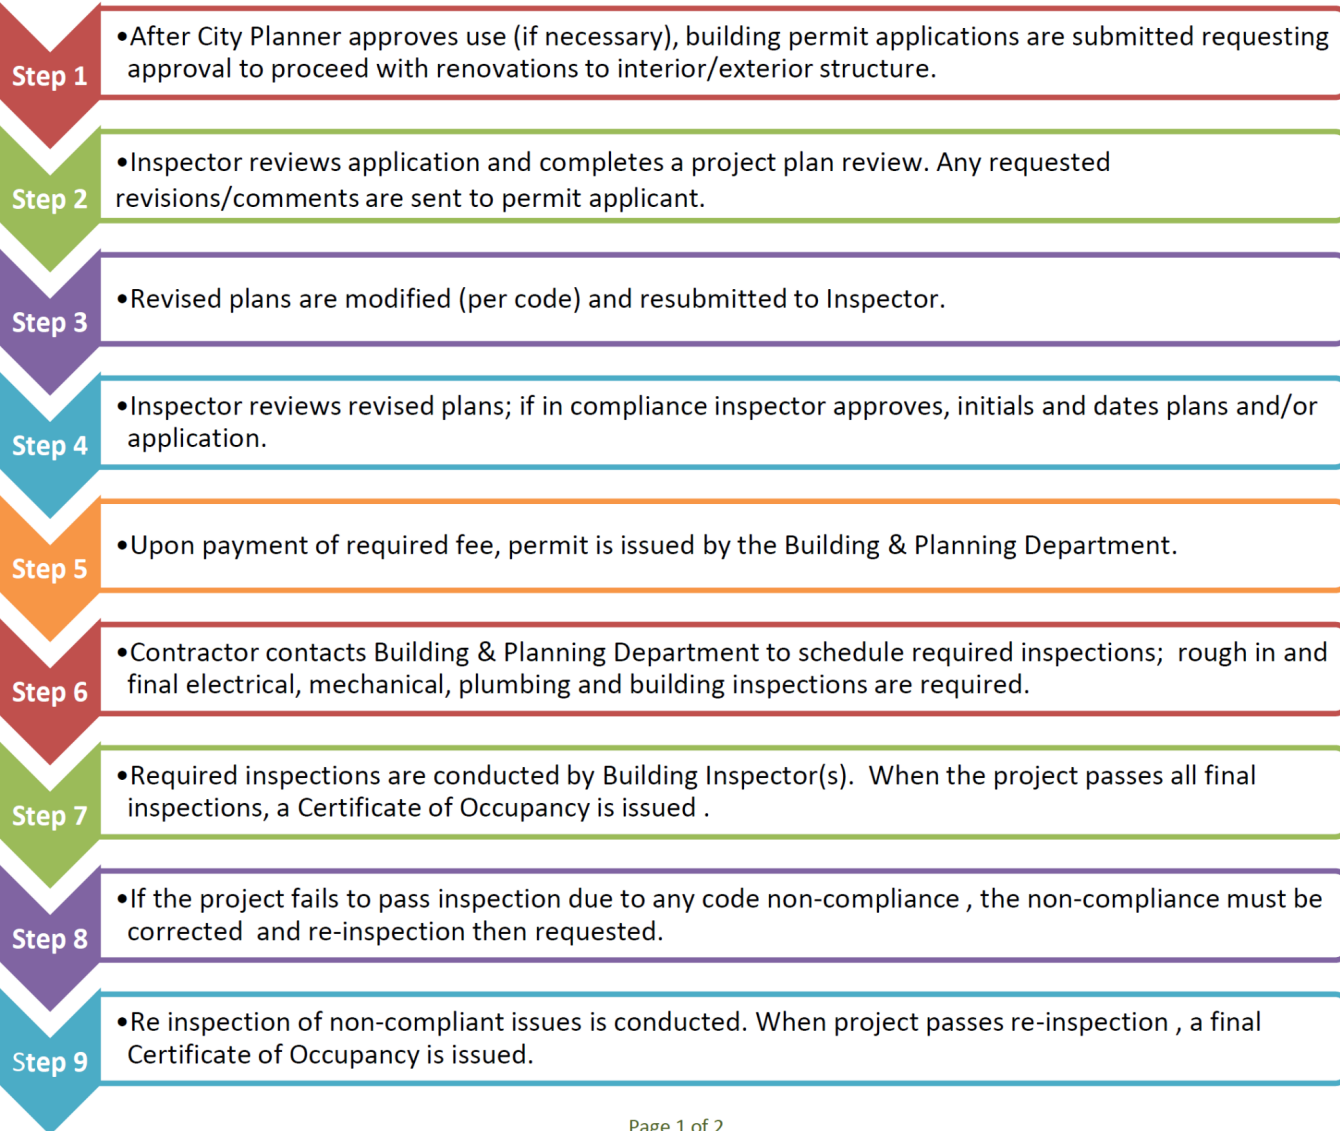 Step 1
•After City Planner approves use (if necessary), building permit applications are submitted requesting
approval to proceed with renovations to interior/exterior structure.
Step 2
•Inspector reviews application and completes a project plan review. Any requested
revisions/comments are sent to permit applicant.
Step 3
•Revised plans are modified (per code) and resubmitted to Inspector.
Step 4
•Inspector reviews revised plans; if in compliance inspector approves, initials and dates plans and/or
application.
Step 5
•Upon payment of required fee, permit is issued by the Building & Planning Department.
Step 6
•Contractor contacts Building & Planning Department to schedule required inspections;  rough in and
final electrical, mechanical, plumbing and building inspections are required.
Step 7
•Required inspections are conducted by Building Inspector(s).  When the project passes all final
inspections, a Certificate of Occupancy is issued .
Step 8
•If the project fails to pass inspection due to any code non-compliance , the non-compliance must be
corrected  and re-inspection then requested.
Step 9
•Re inspection of non-compliant issues is conducted. When project passes re-inspection , a final
Certificate of Occupancy is issued.
Page 1 of 2